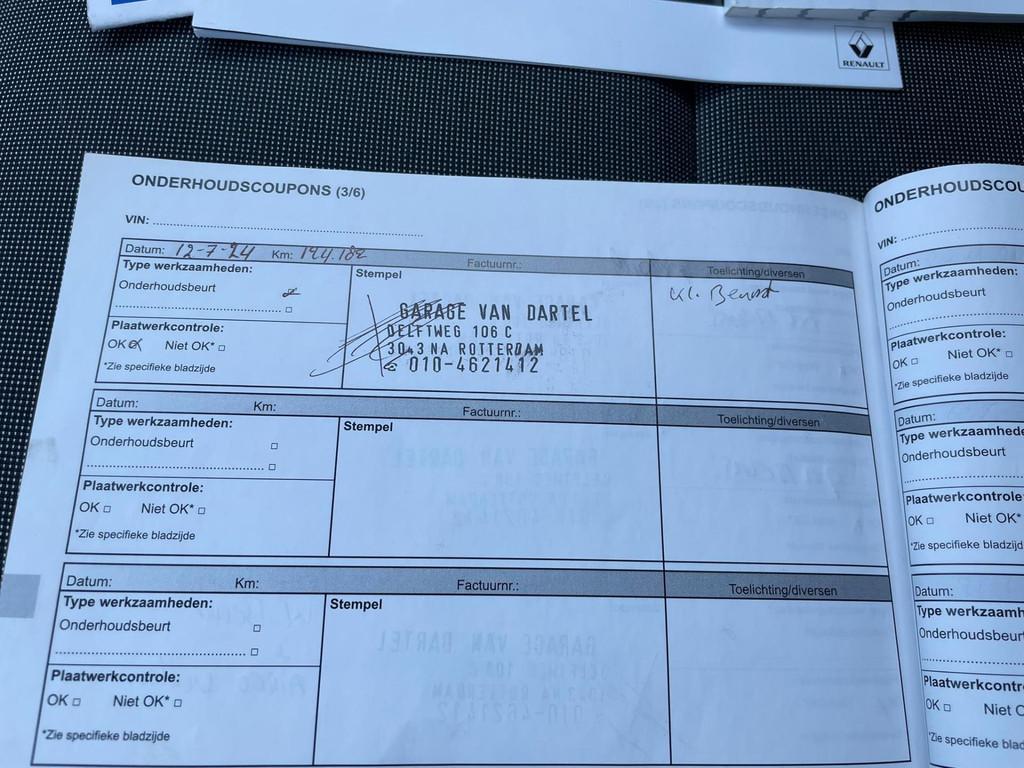 RENAULT
ONDERHOUDSCOUPONS (3/6)
VIN:
Datum: 12-7-24 Km: 194.182 Factuurnr.: Toelichting/diversen
Type werkzaamheden:
Stempel
Kl. Beurt
Onderhoudsbeurt
GARAGE VAN DARTEL
DELFTWEG 106 C
3043 NA ROTTERDAM
010-4621412
Plaatwerkcontrole:
OK Niet OK*
*Zie specifieke bladzijde
Datum: Km: Factuurnr.: Toelichting/diversen
Type werkzaamheden:
Stempel
Onderhoudsbeurt
Plaatwerkcontrole:
OK Niet OK*
*Zie specifieke bladzijde
Datum: Km: Factuurnr.: Toelichting/diversen
Type werkzaamheden:
Stempel
Onderhoudsbeurt
Plaatwerkcontrole:
OK Niet OK*
*Zie specifieke bladzijde
ONDERHOUDSCOU
VIN:
Datum:
Type werkzaamheden:
Onderhoudsbeurt
Plaatwerkcontrole:
OK Niet OK*
*Zie specifieke bladzijde
Datum:
Type werkzaamhede
Onderhoudsbeurt
Plaatwerkcontrole
OK Niet OK*
*Zie specifieke bladzijd
Datum:
Type werkzaamh
Onderhoudsbeurt
Plaatwerkcontr
OK Niet O
*Zie specifieke blad